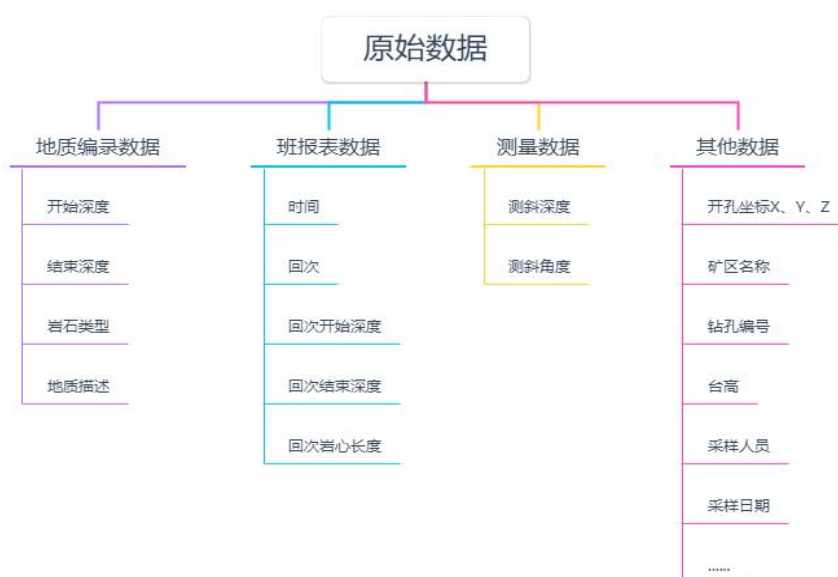 原始数据
地质编录数据
开始深度
结束深度
岩石类型
地质描述
班报表数据
时间
回次
回次开始深度
回次结束深度
回次岩心长度
测量数据
测斜深度
测斜角度
其他数据
开孔坐标X、Y、Z
矿区名称
钻孔编号
台高
采样人员
采样日期
......